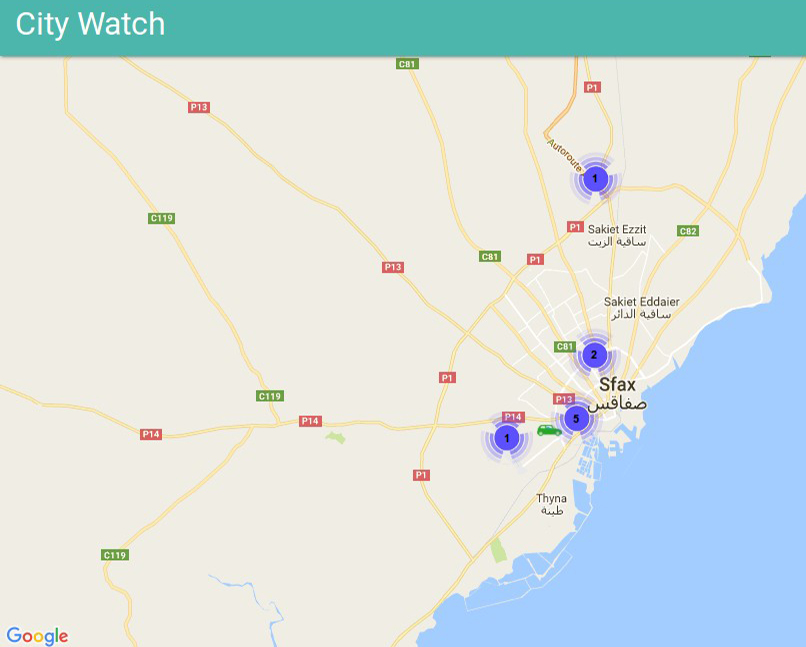 City Watch
C81
P1
P13
Autoroute
1
C119
P1
Sakiet Ezzit
ساقية الزيت
C82
C81
P1
P13
Sakiet Eddaier
ساقية الدائر
C81
2
P1
Sfax
صفاقس
C119
P13
P14
P14
5
P14
1
P1
Thyna
طينة
C119
Google